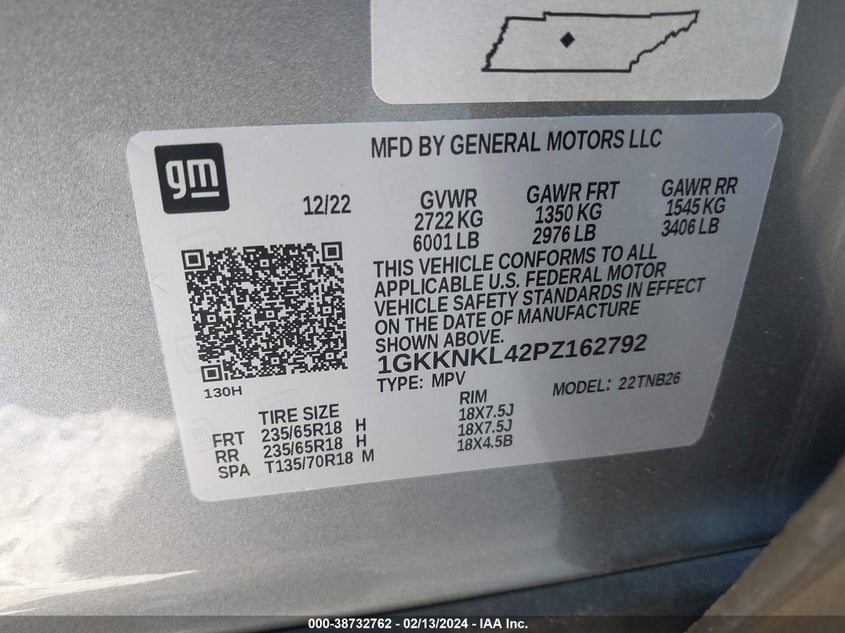 gm
MFD BY GENERAL MOTORS LLC
12/22
GVWR
2722 KG
6001 LB
GAWR FRT
1350 KG
2976 LB
GAWR RR
1545 KG
3406 LB
THIS VEHICLE CONFORMS TO ALL
APPLICABLE U.S. FEDERAL MOTOR
VEHICLE SAFETY STANDARDS IN EFFECT
ON THE DATE OF MANUFACTURE
SHOWN ABOVE.
1GKKNKL42PZ162792
TYPE: MPV
MODEL: 22TNB26
130H
TIRE SIZE
RIM
FRT 235/65R18 H 18X7.5J
RR 235/65R18 H 18X7.5J
SPA T135/70R18 M 18X4.5B
000-38732762 - 02/13/2024 - IAA Inc.